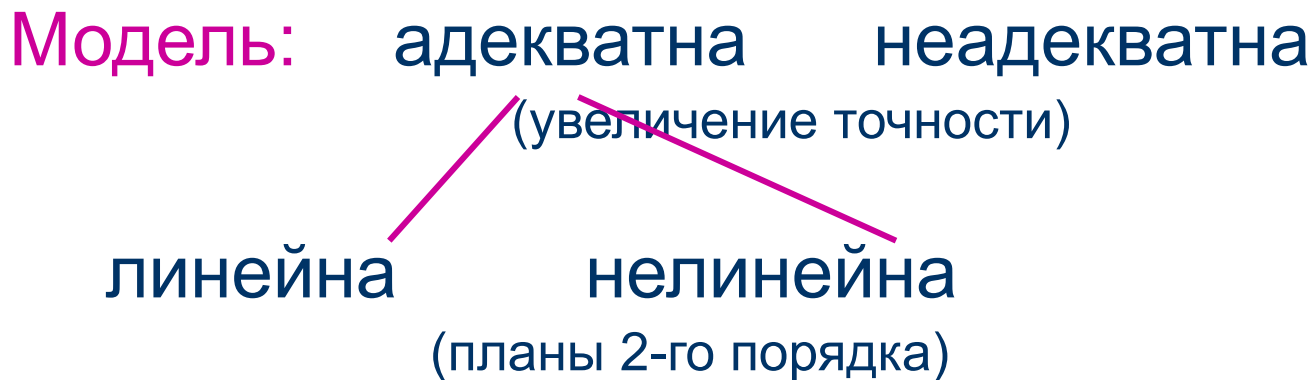 Модель: адекватна неадекватна
(увеличение точности)
линейна нелинейна
(планы 2-го порядка)